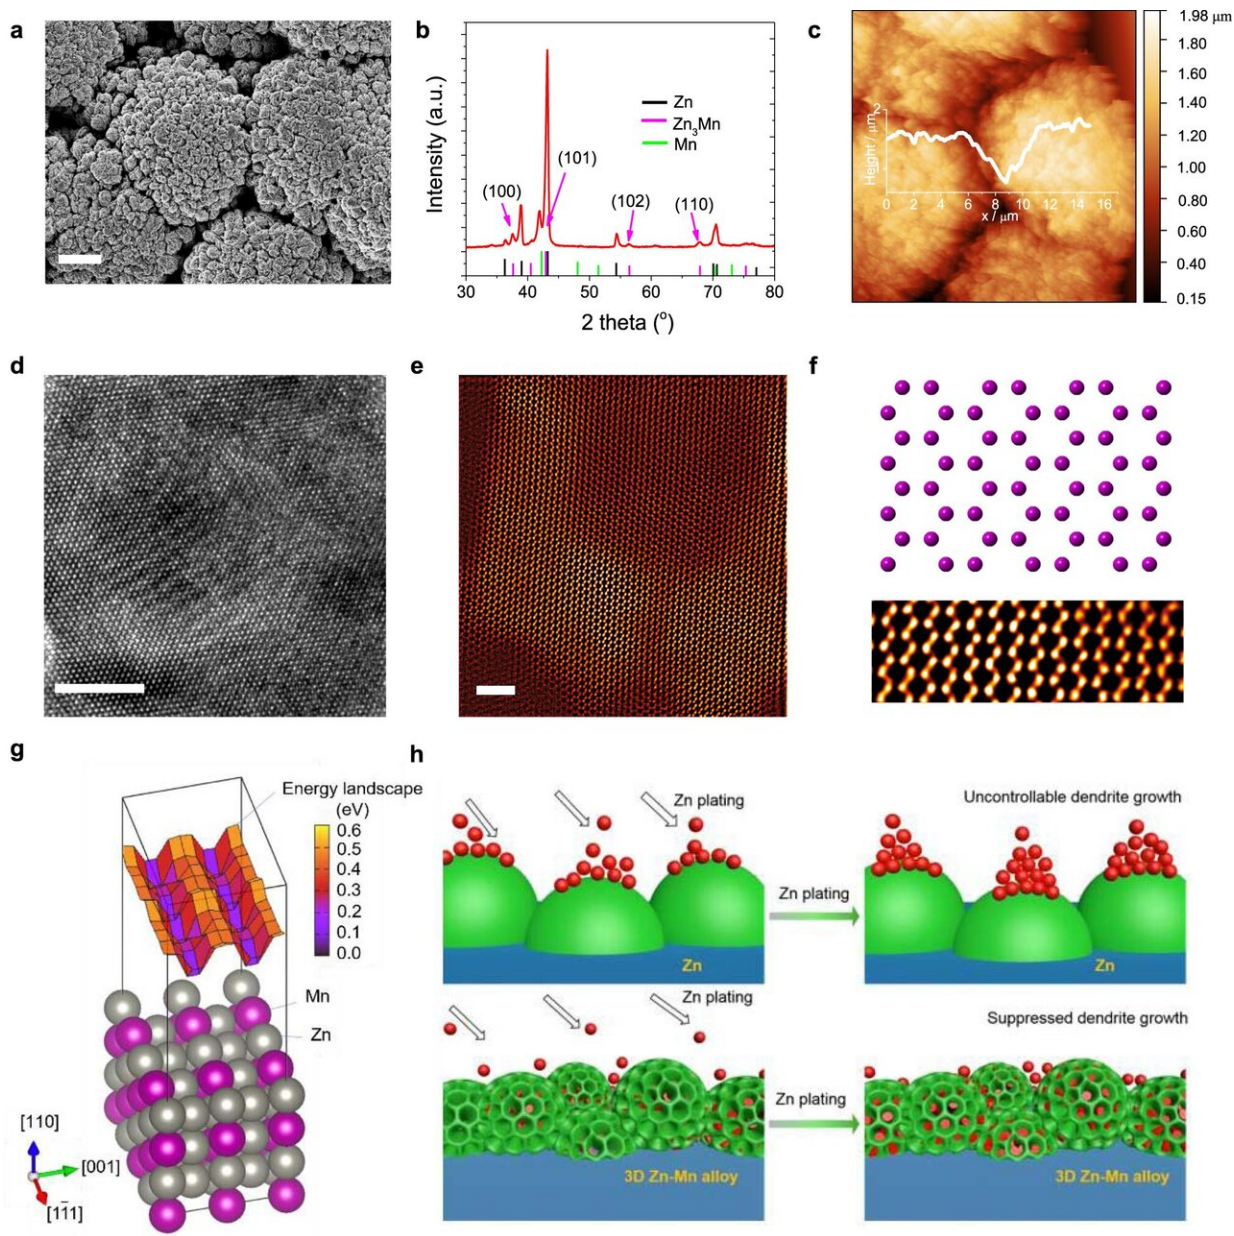 a
b
Intensity (a.u.)
Zn
Zn₃Mn
Mn
(100)
(101)
(102)
(110)
30 40 50 60 70 80
2 theta (°)
c
Height / μm
2
0 2 4 6 8 10 12 14 16
x / μm
1.98 μm
1.80
1.60
1.40
1.20
1.00
0.80
0.60
0.40
0.15
d
e
f
g
Energy landscape
(eV)
0.6
0.5
0.4
0.3
0.2
0.1
0.0
Mn
Zn
[110]
[001]
[11̄1]
h
Zn plating
Zn
Zn plating
Uncontrollable dendrite growth
Zn
Zn plating
3D Zn-Mn alloy
Zn plating
Suppressed dendrite growth
3D Zn-Mn alloy